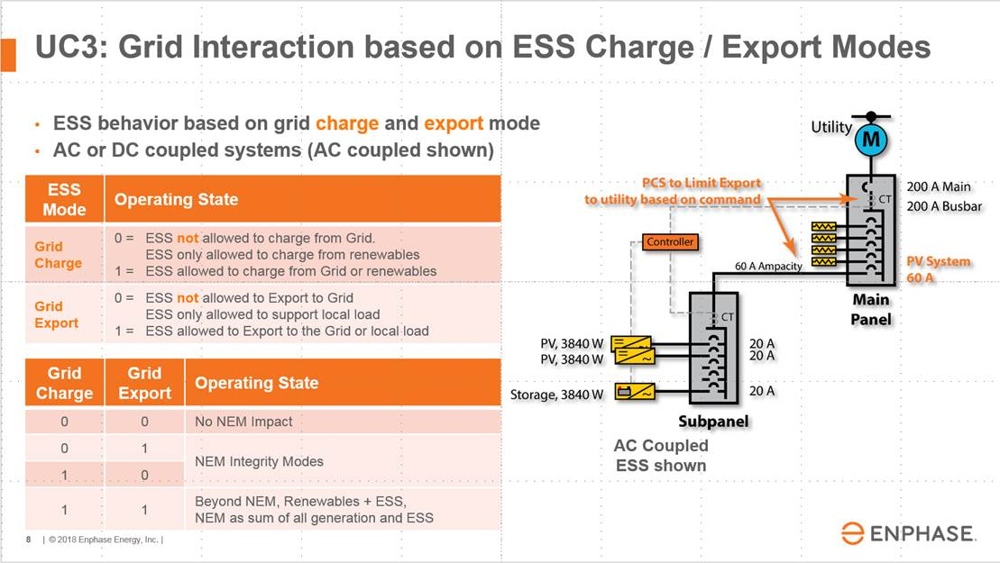 UC3: Grid Interaction based on ESS Charge / Export Modes
• ESS behavior based on grid charge and export mode
• AC or DC coupled systems (AC coupled shown)
ESS
Mode
Operating State
Grid
Charge
0 = ESS not allowed to charge from Grid.
ESS only allowed to charge from renewables
1 = ESS allowed to charge from Grid or renewables
Grid
Export
0 = ESS not allowed to Export to Grid
ESS only allowed to support local load
1 = ESS allowed to Export to the Grid or local load
Grid
Charge
Grid
Export
Operating State
0 0 No NEM Impact
0 1
NEM Integrity Modes
1 0
1 1
Beyond NEM, Renewables + ESS,
NEM as sum of all generation and ESS
Utility
M
PCS to Limit Export
to utility based on command
CT
200 A Main
200 A Busbar
Controller
60 A Ampacity
PV System
60 A
Main
Panel
CT
PV, 3840 W
20 A
PV, 3840 W
20 A
Storage, 3840 W
20 A
Subpanel
AC Coupled
ESS shown
8 | © 2018 Enphase Energy, Inc. |
ENPHASE.